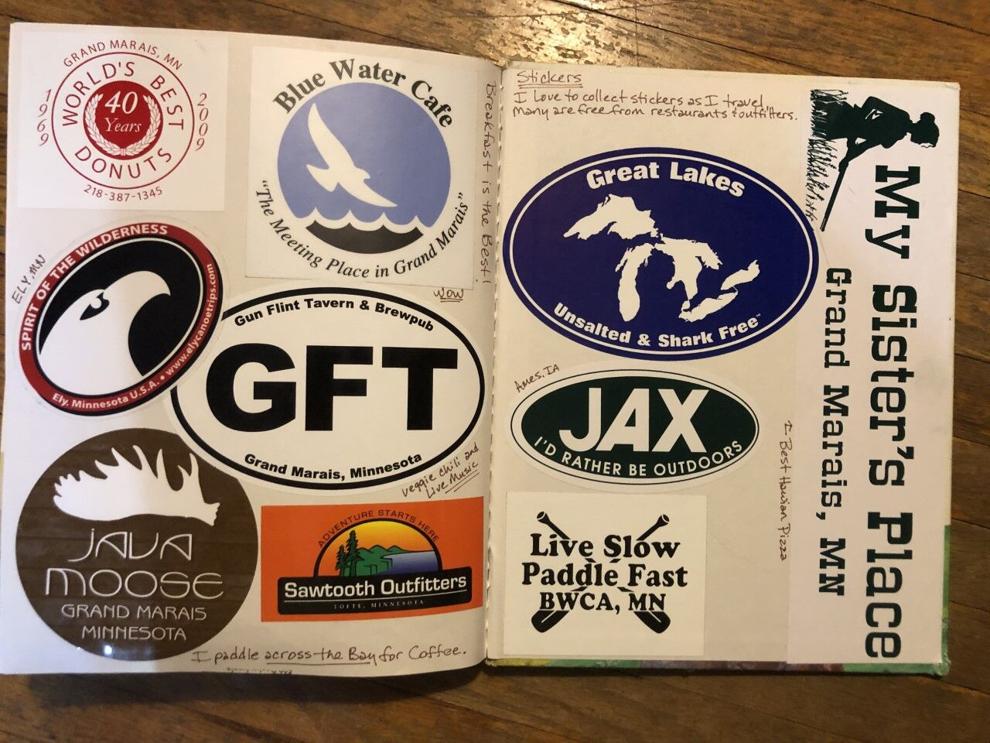 GRAND MARAIS, MN
WORLD'S BEST
1969
40
Years
2009
DONUTS
218-387-1345
Blue Water Cafe
"The Meeting Place in Grand Marais"
Breakfast is the Best!
ELY, MN
SPIRIT OF THE WILDERNESS
Ely, Minnesota U.S.A. • www.elycanoetrips.com
WOW
Gun Flint Tavern & Brewpub
GFT
Grand Marais, Minnesota
veggie chili and
Live Music
JAVA
MOOSE
GRAND MARAIS
MINNESOTA
ADVENTURE STARTS HERE
Sawtooth Outfitters
TOFTE, MINNESOTA
I paddle across the Bay for Coffee.
Stickers
I Love to collect stickers as I travel
many are free from restaurants & outfitters.
Great Lakes
Unsalted & Shark Free™
Ames, IA
JAX
I'D RATHER BE OUTDOORS
Live Slow
Paddle Fast
BWCA, MN
My Sister's Place
Grand Marais, MN
Best Hawian Pizza